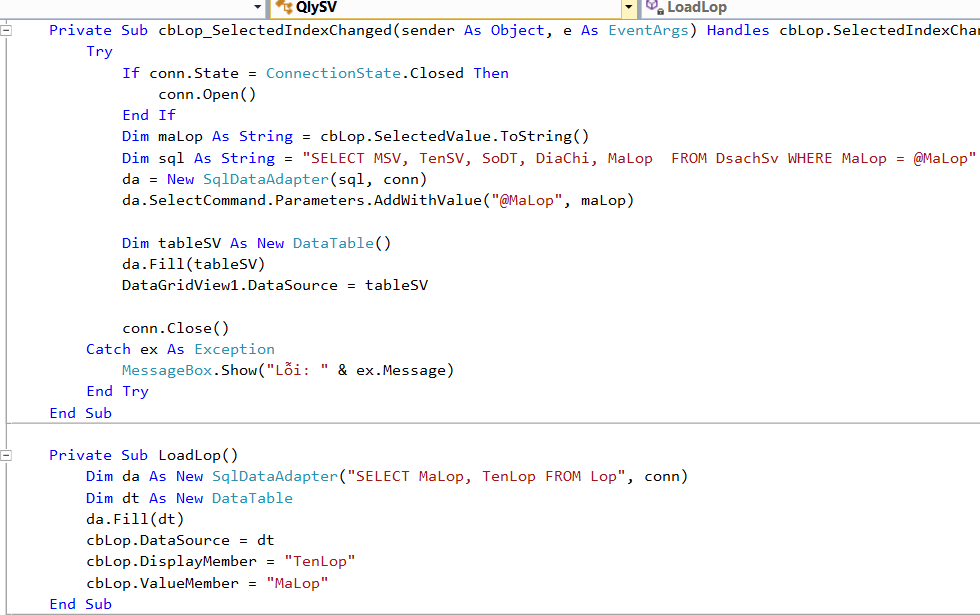 QlySV LoadLop
Private Sub cbLop_SelectedIndexChanged(sender As Object, e As EventArgs) Handles cbLop.SelectedIndexCha
Try
If conn.State = ConnectionState.Closed Then
conn.Open()
End If
Dim maLop As String = cbLop.SelectedValue.ToString()
Dim sql As String = "SELECT MSV, TenSV, SoDT, DiaChi, MaLop  FROM DsachSv WHERE MaLop = @MaLop"
da = New SqlDataAdapter(sql, conn)
da.SelectCommand.Parameters.AddWithValue("@MaLop", maLop)
Dim tableSV As New DataTable()
da.Fill(tableSV)
DataGridView1.DataSource = tableSV
conn.Close()
Catch ex As Exception
MessageBox.Show("Lỗi: " & ex.Message)
End Try
End Sub
Private Sub LoadLop()
Dim da As New SqlDataAdapter("SELECT MaLop, TenLop FROM Lop", conn)
Dim dt As New DataTable
da.Fill(dt)
cbLop.DataSource = dt
cbLop.DisplayMember = "TenLop"
cbLop.ValueMember = "MaLop"
End Sub